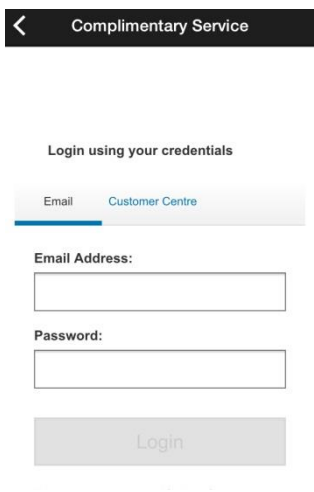 Complimentary Service
Login using your credentials
Email Customer Centre
Email Address:
Password:
Login